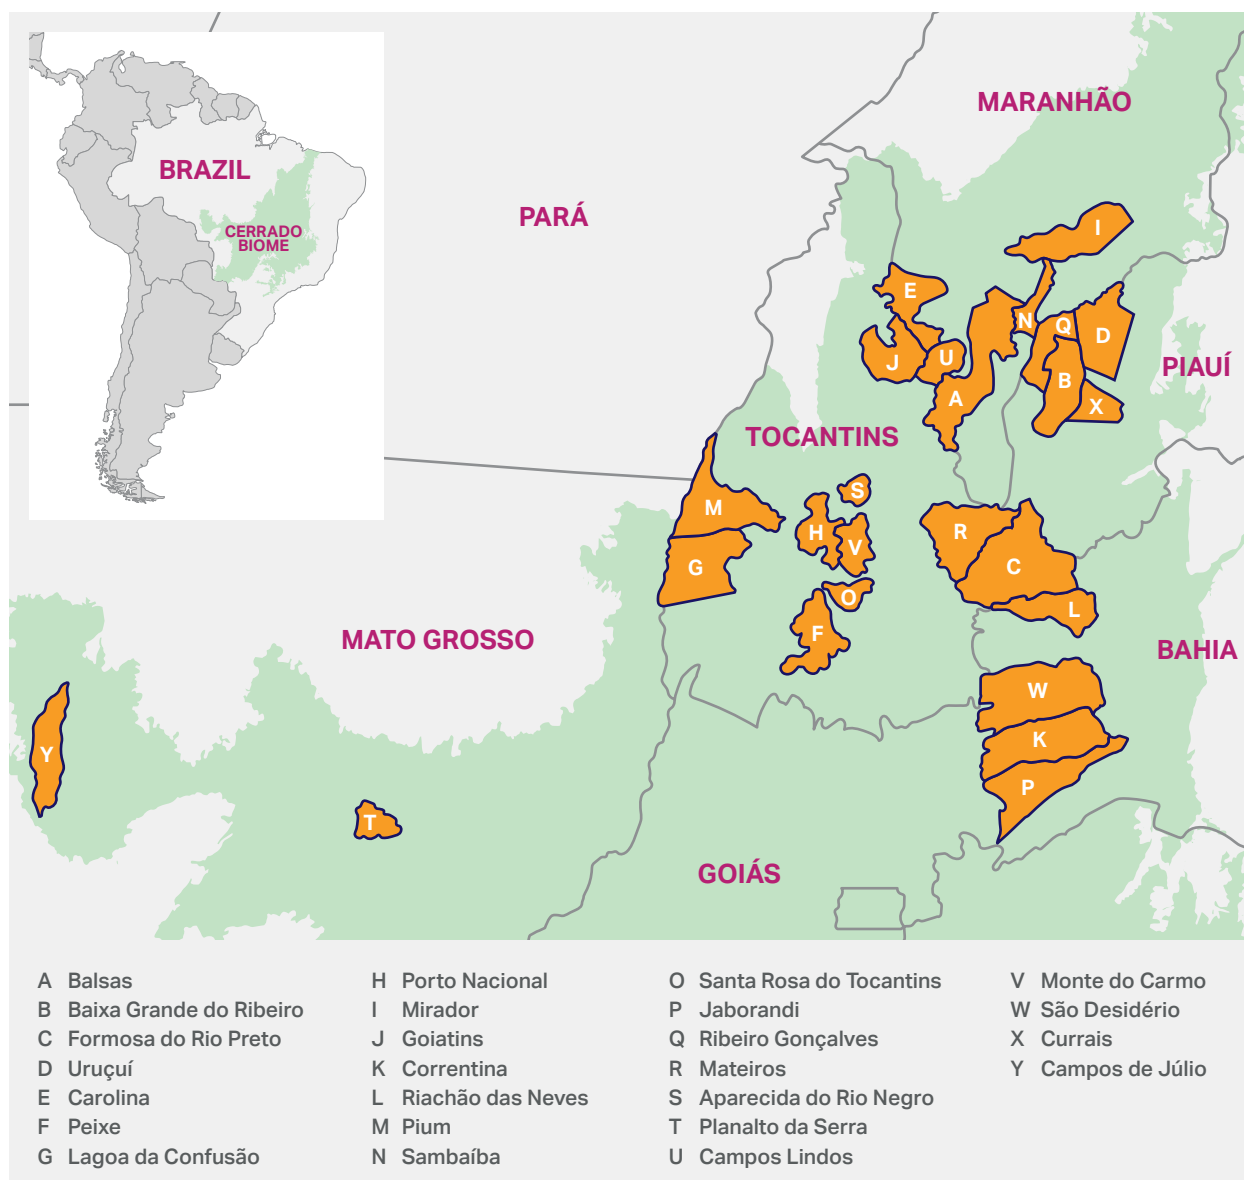 BRAZIL
CERRADO
BIOME
PARÁ
MARANHÃO
PIAUÍ
TOCANTINS
MATO GROSSO
BAHIA
GOIÁS
I
E
N
Q
D
J
U
A
B
X
M
S
H
V
R
G
C
O
L
F
W
K
P
Y
T
A Balsas
B Baixa Grande do Ribeiro
C Formosa do Rio Preto
D Uruçuí
E Carolina
F Peixe
G Lagoa da Confusão
H Porto Nacional
I Mirador
J Goiatins
K Correntina
L Riachão das Neves
M Pium
N Sambaíba
O Santa Rosa do Tocantins
P Jaborandi
Q Ribeiro Gonçalves
R Mateiros
S Aparecida do Rio Negro
T Planalto da Serra
U Campos Lindos
V Monte do Carmo
W São Desidério
X Currais
Y Campos de Júlio